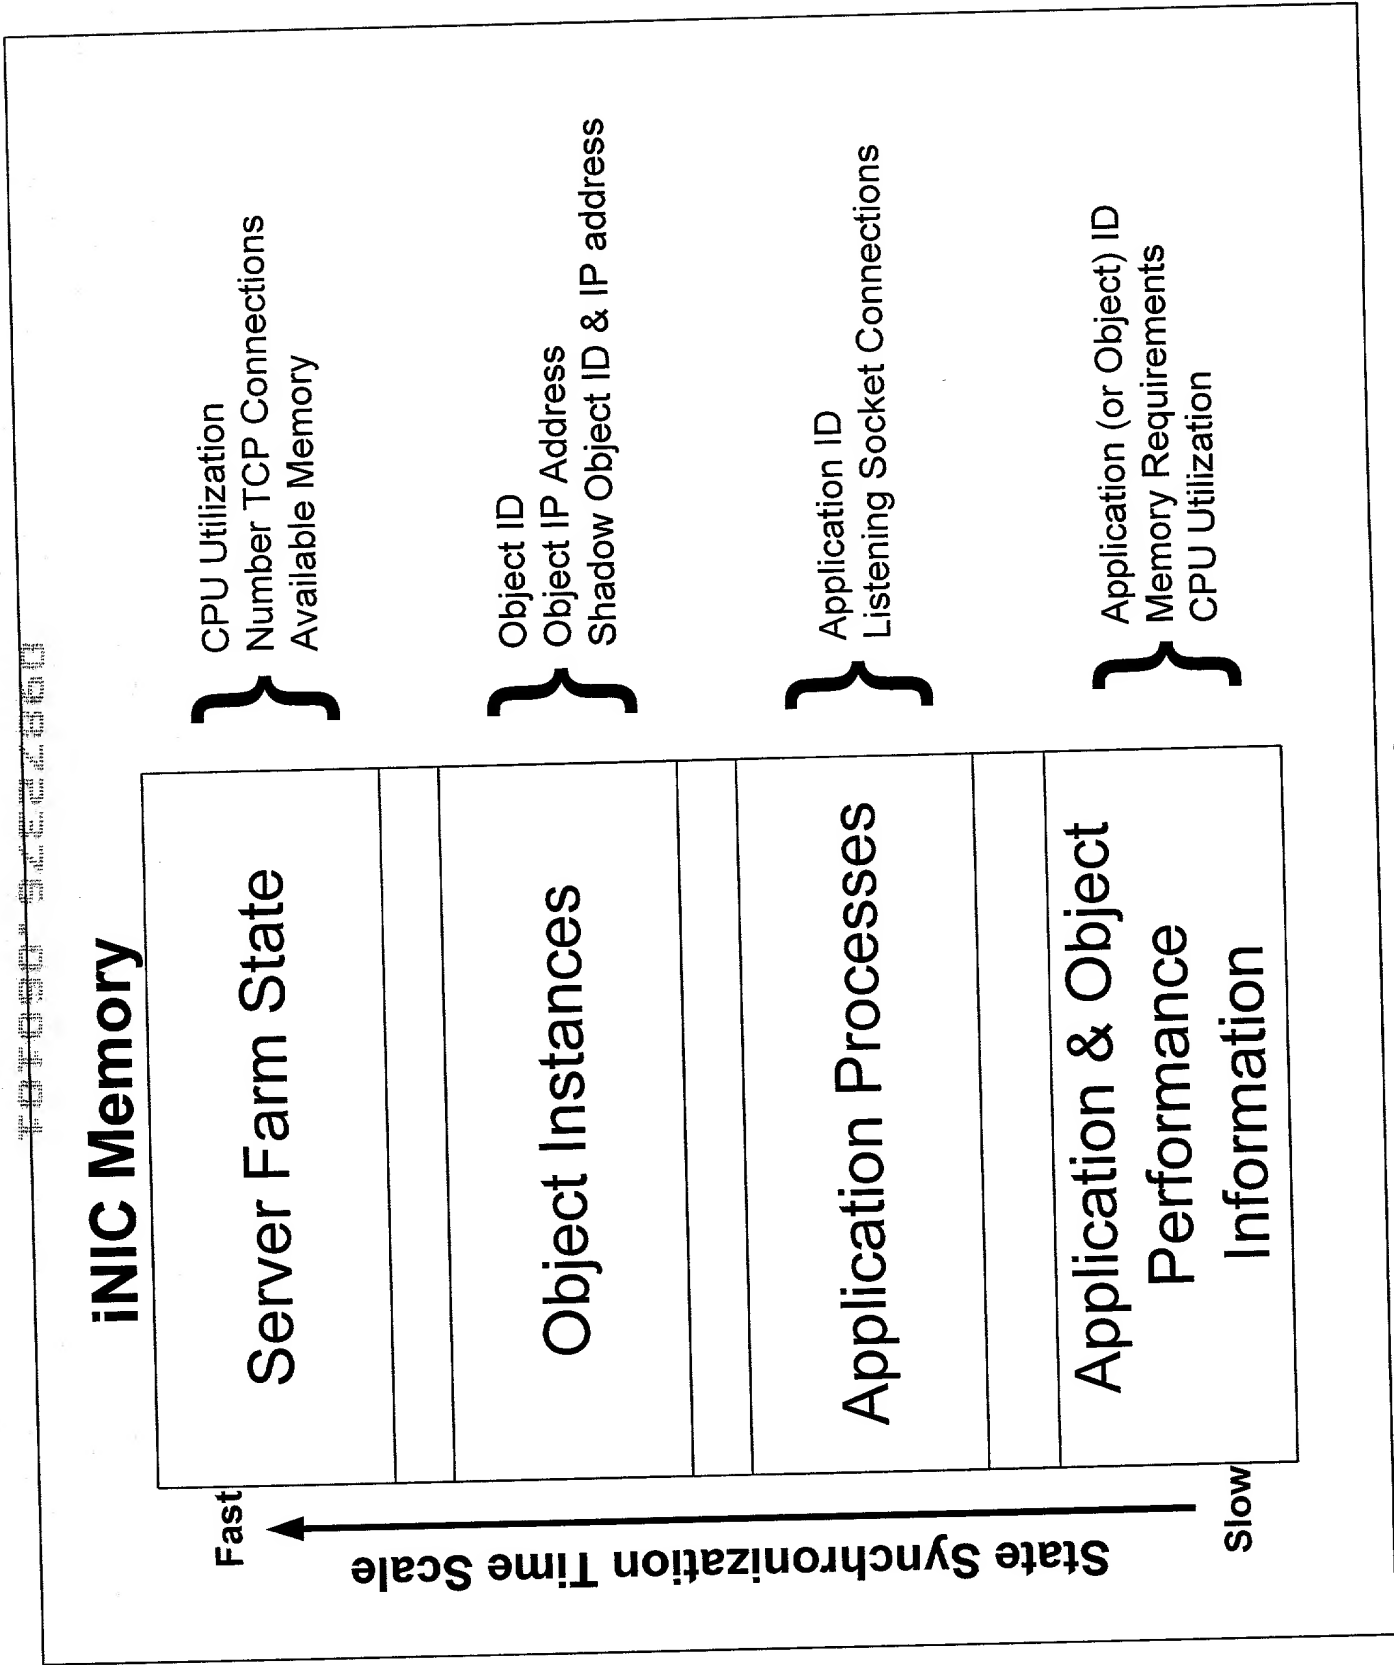 iNIC Memory
Fast
Server Farm State
CPU Utilization
Number TCP Connections
Available Memory
Object Instances
Object ID
Object IP Address
Shadow Object ID & IP address
State Synchronization Time Scale
Application Processes
Application ID
Listening Socket Connections
Slow
Application & Object
Performance
Information
Application (or Object) ID
Memory Requirements
CPU Utilization